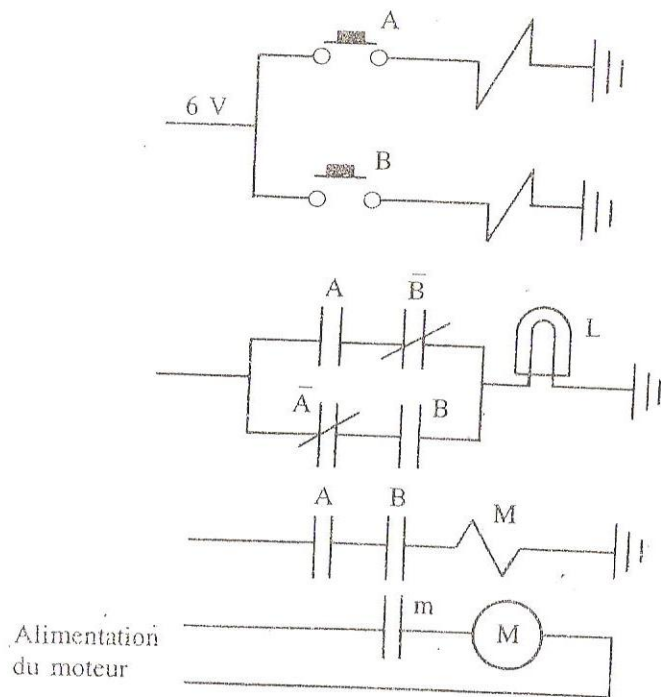 A
6 V
B
A B̄
L
Ā B
A B M
m
M
Alimentation
du moteur